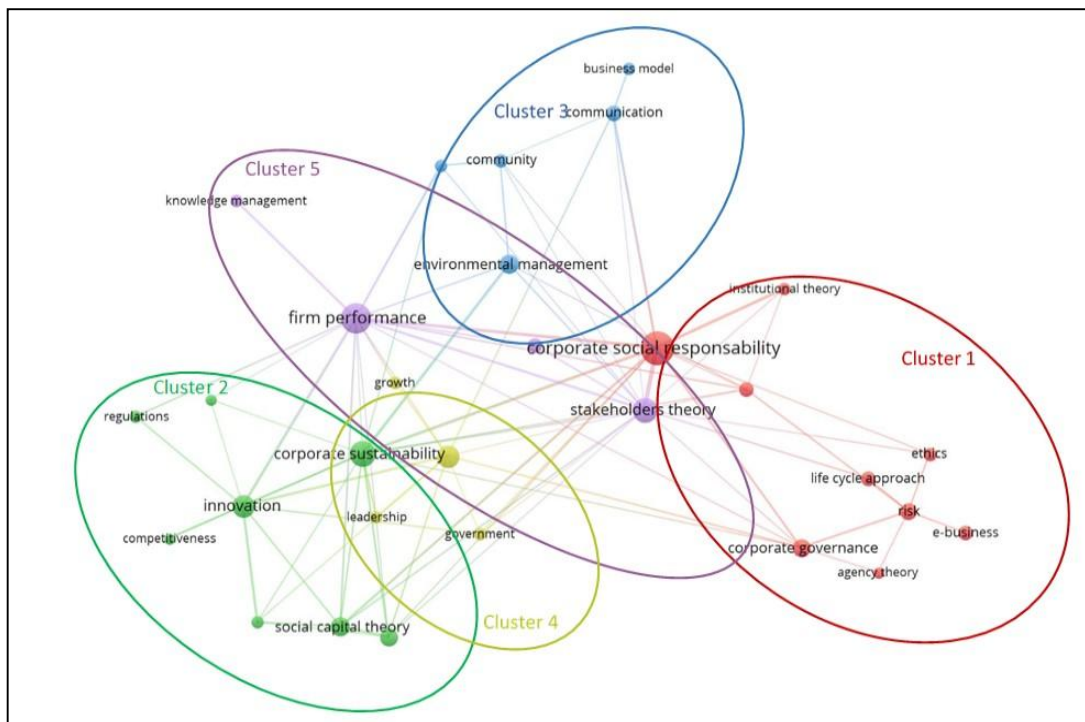 business model
Cluster 3
communication
community
Cluster 5
knowledge management
environmental management
institutional theory
firm performance
corporate social responsability
Cluster 1
growth
Cluster 2
stakeholders theory
regulations
corporate sustainability
ethics
life cycle approach
innovation
leadership
risk
government
e-business
competitiveness
corporate governance
agency theory
Cluster 4
social capital theory